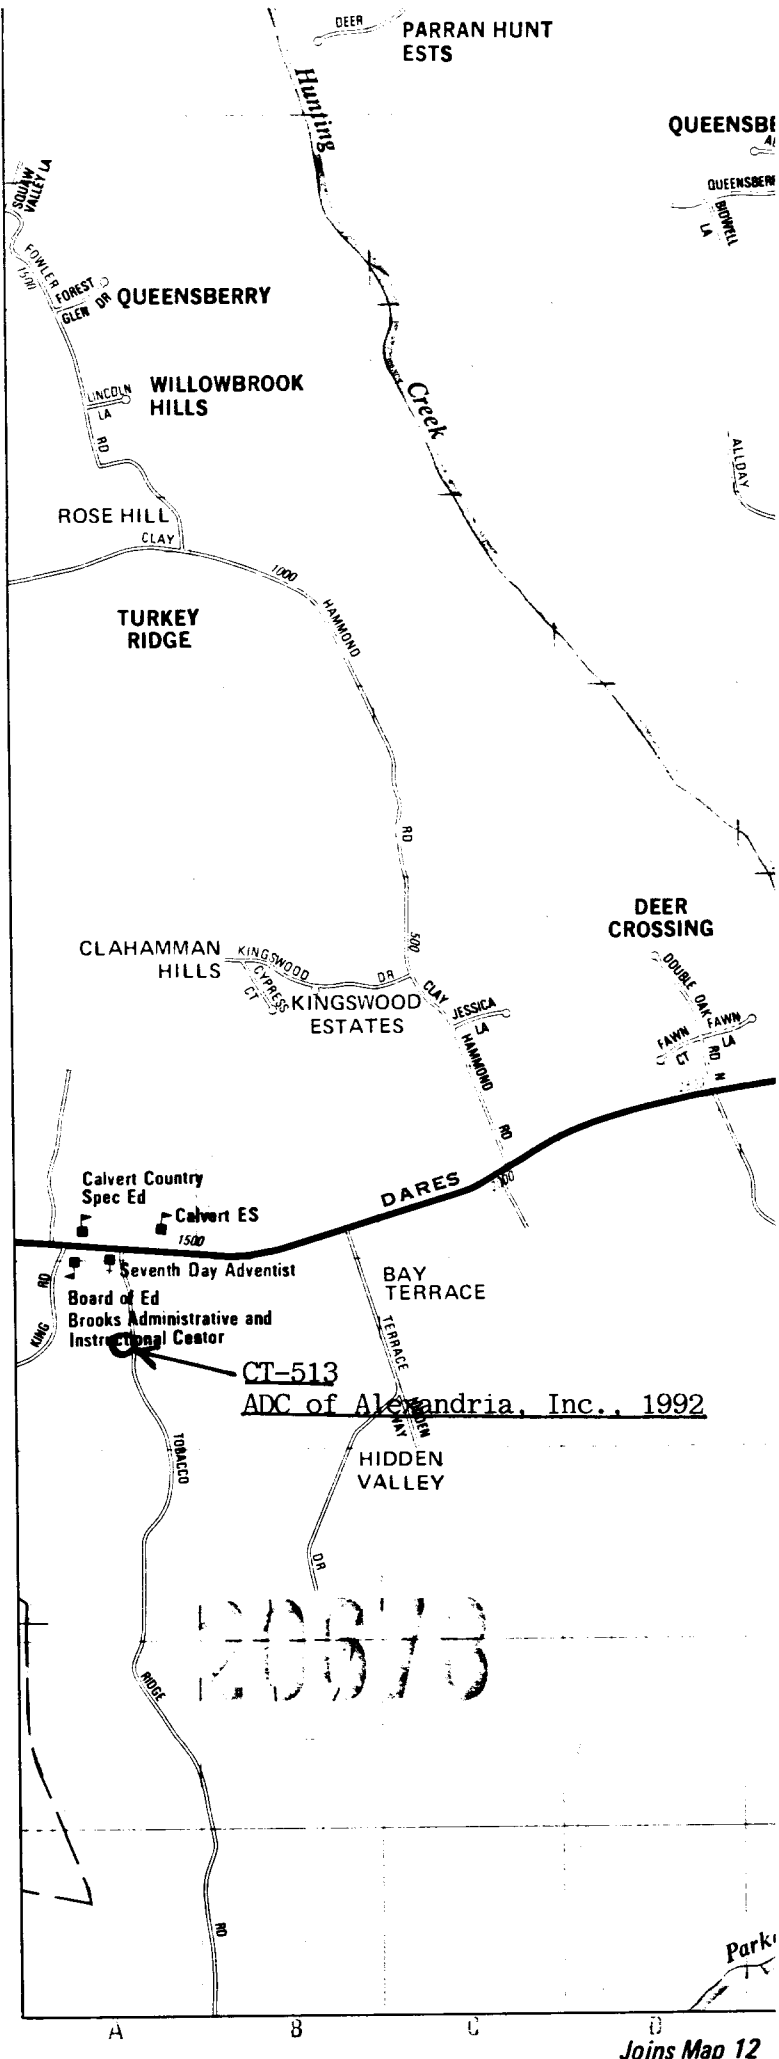 DEER
PARRAN HUNT
ESTS
Hunting
QUEENSBE
QUEENSBER
BIDWELL
LA
SQUAW
VALLEY LA
FOWLER
1500
FOREST
GLEN DR
QUEENSBERRY
LINCOLN
LA
WILLOWBROOK
HILLS
RD
Creek
ALLDAY
ROSE HILL
CLAY
1000
HAMMOND
TURKEY
RIDGE
RD
500
DEER
CROSSING
CLAHAMMAN
HILLS
KINGSWOOD
DR
CYPRESS
CT
KINGSWOOD
ESTATES
CLAY
JESSICA
LA
HAMMOND
RD
DOUBLE OAK
RD N
FAWN
LA
FAWN
CT
DARES
Calvert Country
Spec Ed
Calvert ES
1500
Seventh Day Adventist
Board of Ed
Brooks Administrative and
Instructional Center
KING
RD
BAY
TERRACE
TERRACE
CT-513
ADC of Alexandria, Inc., 1992
HIDDEN
WAY
HIDDEN
VALLEY
DR
TOBACCO
20678
RIDGE
RD
Park
A B C D
Joins Map 12